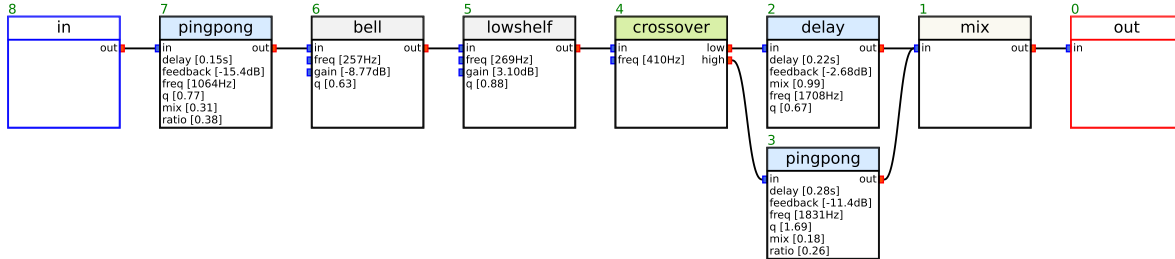 8
in
out
7
pingpong
in out
delay [0.15s]
feedback [-15.4dB]
freq [1064Hz]
q [0.77]
mix [0.31]
ratio [0.38]
6
bell
in out
freq [257Hz]
gain [-8.77dB]
q [0.63]
5
lowshelf
in out
freq [269Hz]
gain [3.10dB]
q [0.88]
4
crossover
in low
freq [410Hz] high
2
delay
in out
delay [0.22s]
feedback [-2.68dB]
mix [0.99]
freq [1708Hz]
q [0.67]
3
pingpong
in out
delay [0.28s]
feedback [-11.4dB]
freq [1831Hz]
q [1.69]
mix [0.18]
ratio [0.26]
1
mix
in out
0
out
in